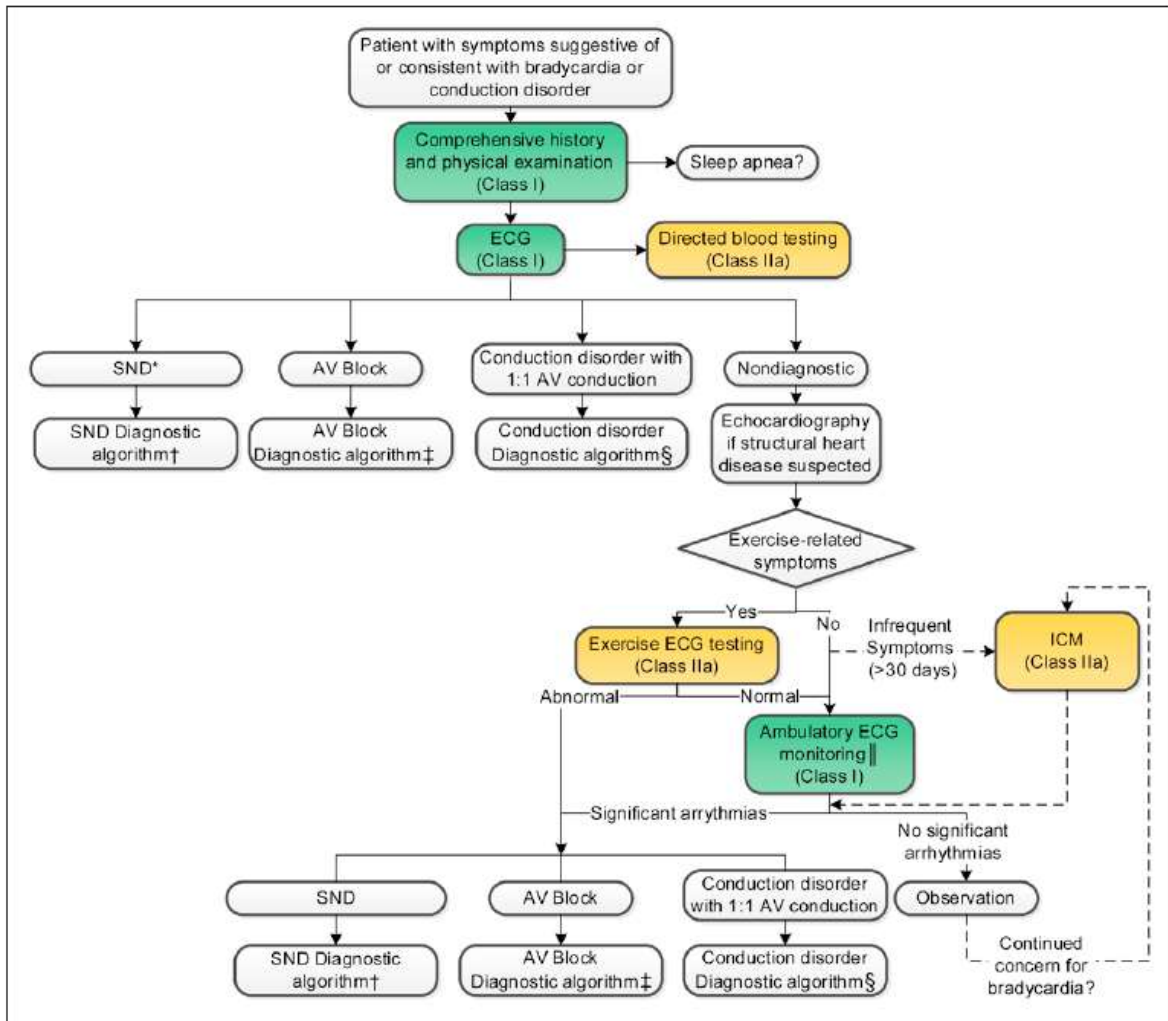 Patient with symptoms suggestive of
or consistent with bradycardia or
conduction disorder
Comprehensive history
and physical examination
(Class I)
Sleep apnea?
ECG
(Class I)
Directed blood testing
(Class IIa)
SND*
AV Block
Conduction disorder with
1:1 AV conduction
Nondiagnostic
SND Diagnostic
algorithm†
AV Block
Diagnostic algorithm‡
Conduction disorder
Diagnostic algorithm§
Echocardiography
if structural heart
disease suspected
Exercise-related
symptoms
Yes
No
Exercise ECG testing
(Class IIa)
Infrequent
Symptoms
(>30 days)
ICM
(Class IIa)
Abnormal
Normal
Ambulatory ECG
monitoring‖
(Class I)
Significant arrythmias
No significant
arrhythmias
SND
AV Block
Conduction disorder
with 1:1 AV conduction
Observation
SND Diagnostic
algorithm†
AV Block
Diagnostic algorithm‡
Conduction disorder
Diagnostic algorithm§
Continued
concern for
bradycardia?